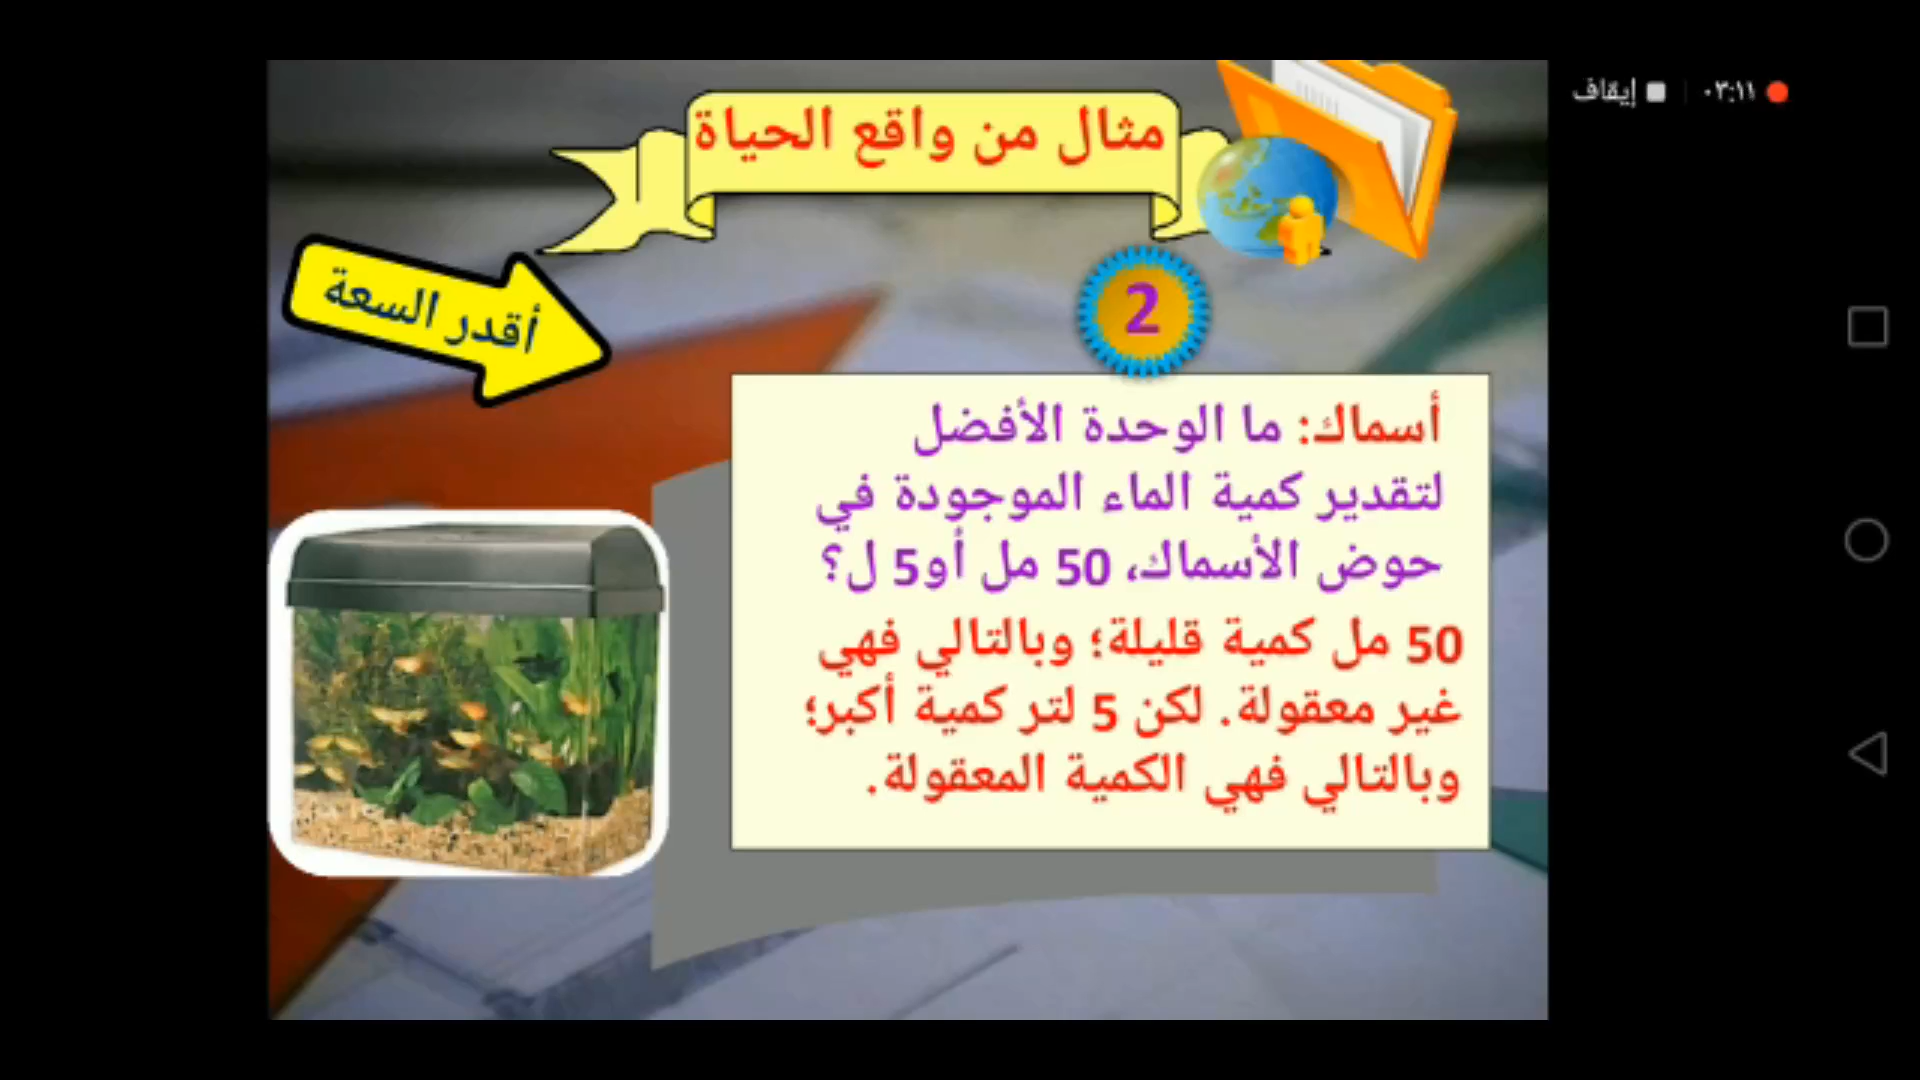 إيقاف ٠٣:١١
مثال من واقع الحياة
2
أقدر السعة
أسماك: ما الوحدة الأفضل
لتقدير كمية الماء الموجودة في
حوض الأسماك، 50 مل أو5 ل؟
50 مل كمية قليلة؛ وبالتالي فهي
غير معقولة. لكن 5 لتر كمية أكبر؛
وبالتالي فهي الكمية المعقولة.